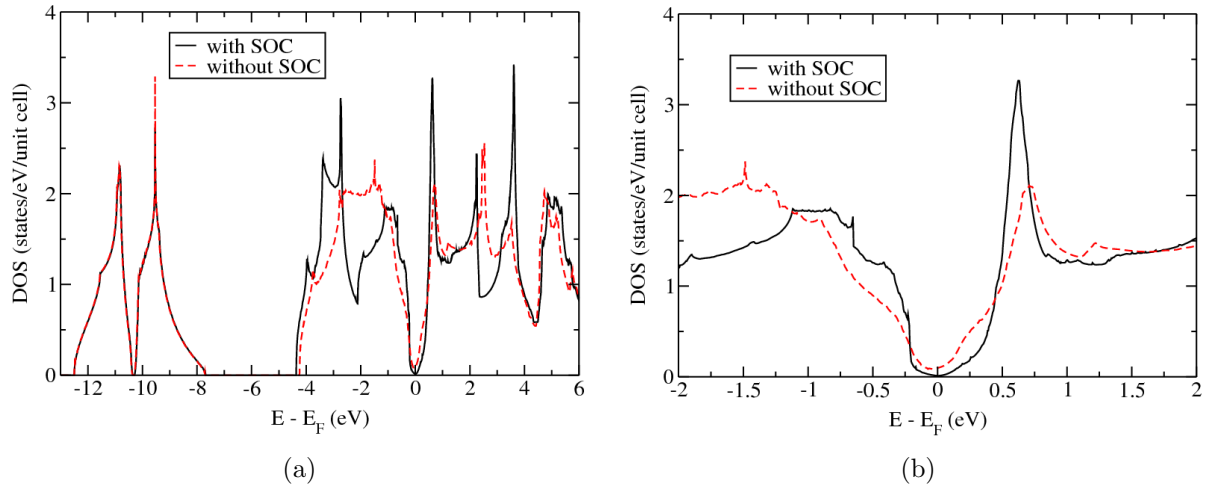 4
3
2
1
0
DOS (states/eV/unit cell)
with SOC
without SOC
-12 -10 -8 -6 -4 -2 0 2 4 6
E - E_F (eV)
(a)
4
3
2
1
0
DOS (states/eV/unit cell)
with SOC
without SOC
-2 -1.5 -1 -0.5 0 0.5 1 1.5 2
E - E_F (eV)
(b)